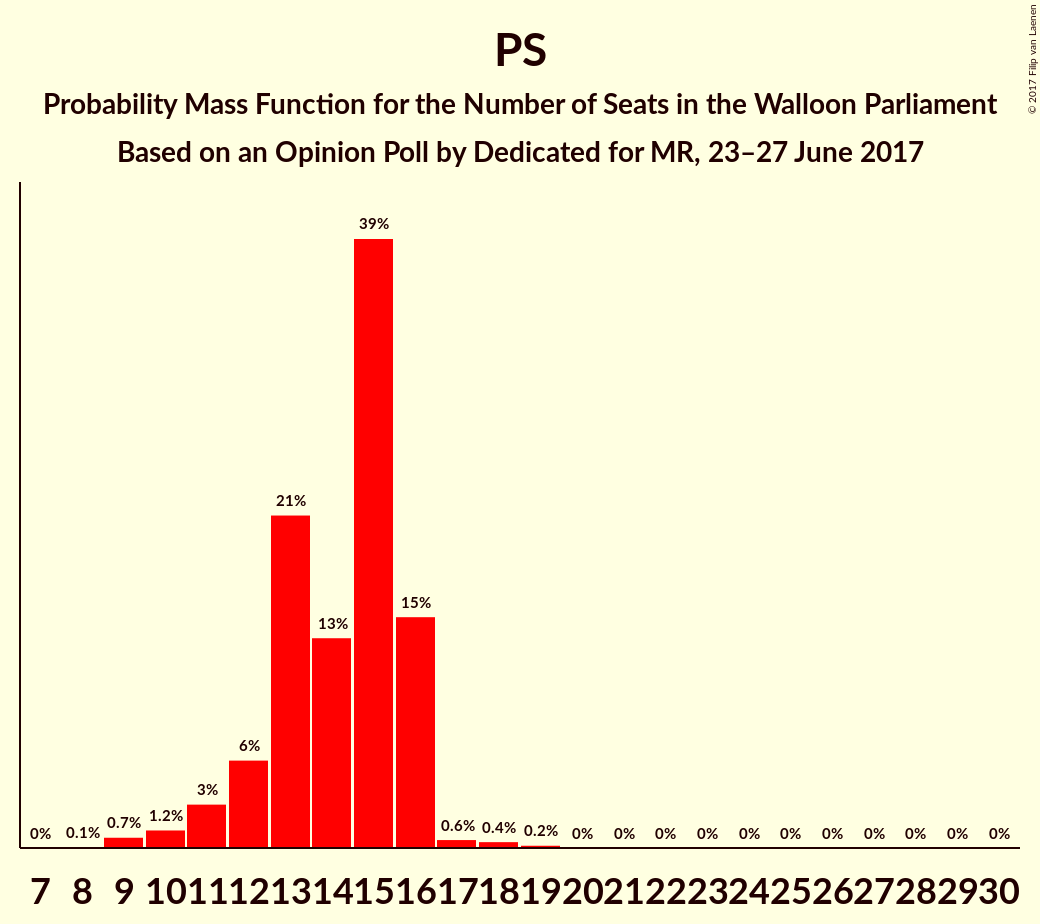 PS
Probability Mass Function for the Number of Seats in the Walloon Parliament
Based on an Opinion Poll by Dedicated for MR, 23–27 June 2017
© 2017 Filip van Laenen
0% 0.1% 0.7% 1.2% 3% 6% 21% 13% 39% 15% 0.6% 0.4% 0.2% 0% 0% 0% 0% 0% 0% 0% 0% 0% 0% 0%
7 8 9 10 11 12 13 14 15 16 17 18 19 20 21 22 23 24 25 26 27 28 29 30